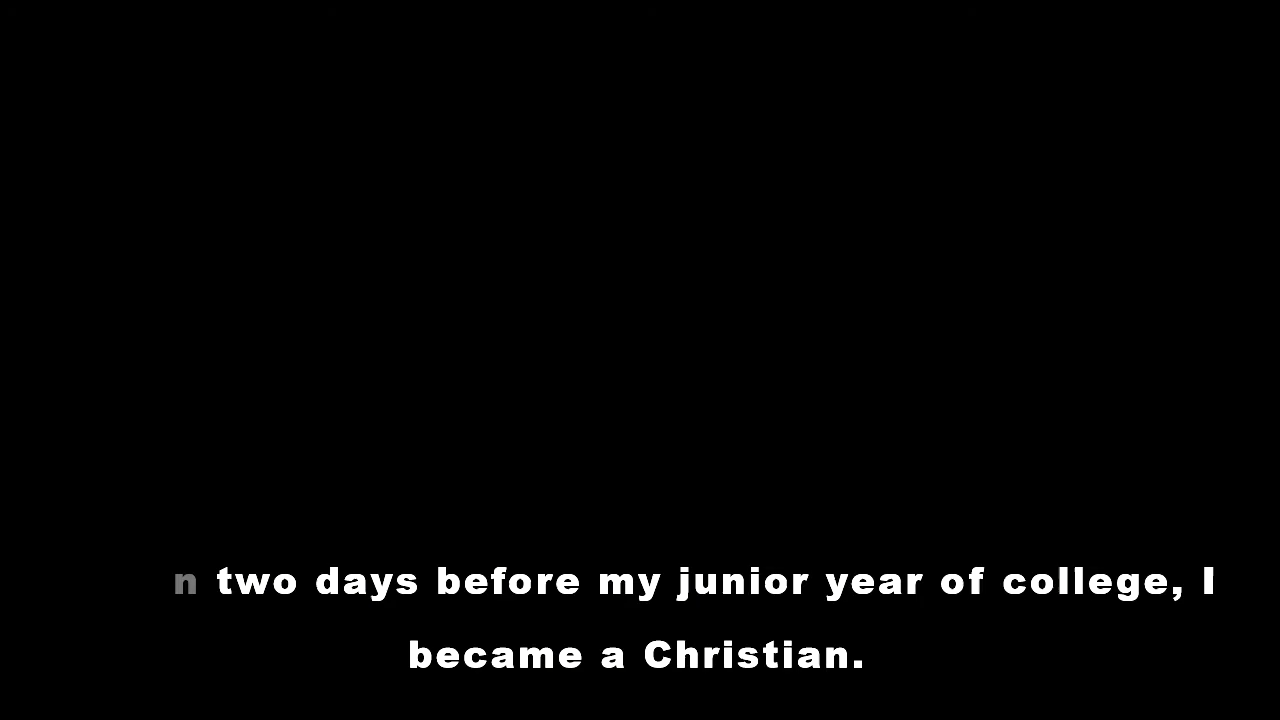 n two days before my junior year of college, I
became a Christian.